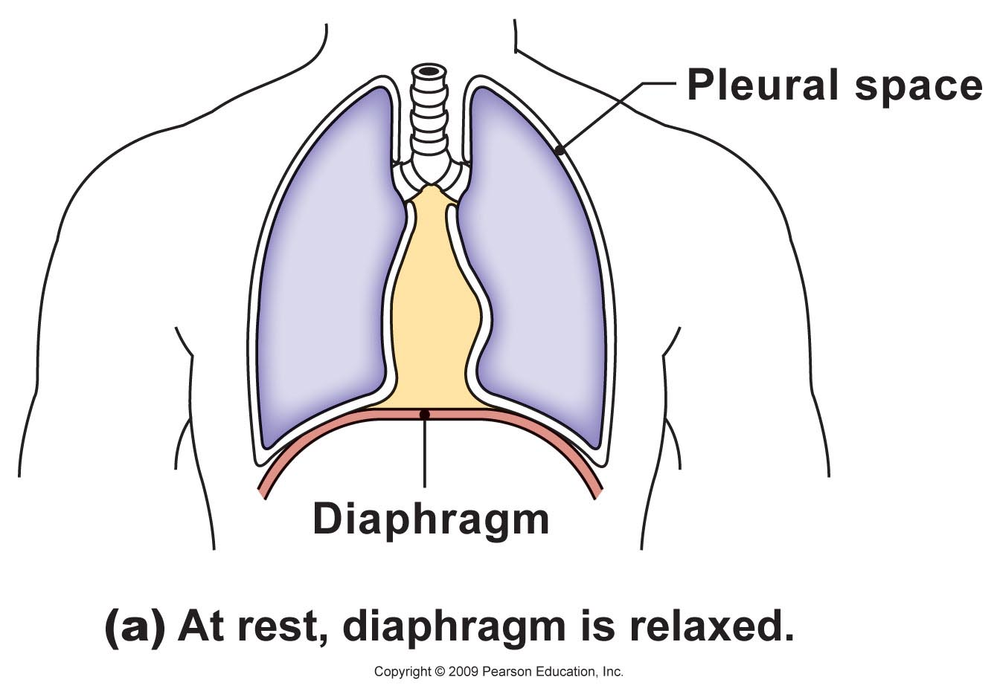 Pleural space
Diaphragm
(a) At rest, diaphragm is relaxed.
Copyright © 2009 Pearson Education, Inc.